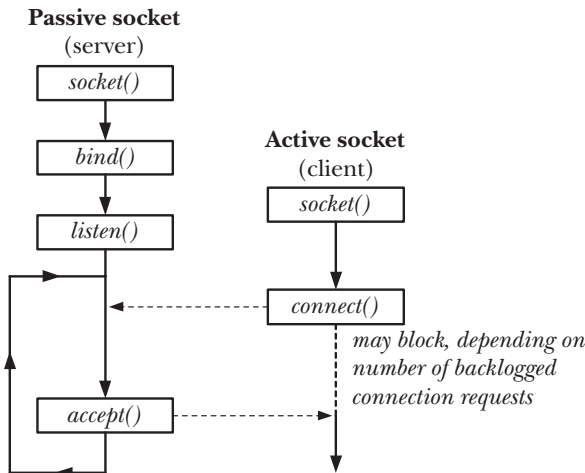 Passive socket
(server)
socket()
bind()
listen()
accept()
Active socket
(client)
socket()
connect()
may block, depending on
number of backlogged
connection requests